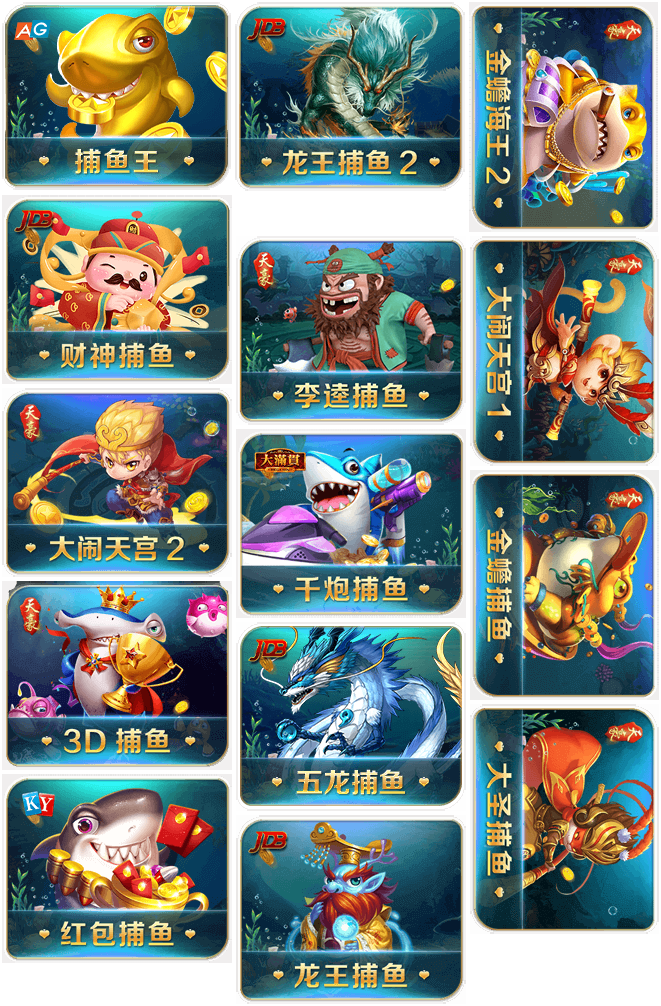 AG
捕鱼王
JDB
财
财神捕鱼
天豪
大闹天宫2
天豪
3D 捕鱼
KY
红包捕鱼
JDB
龙王捕鱼2
天豪
李逵捕鱼
大滿貫
千炮捕鱼
JDB
五龙捕鱼
JDB
龙王捕鱼
天豪
金蟾海王2
天豪
大闹天宫1
天豪
金蟾捕鱼
天豪
大圣捕鱼